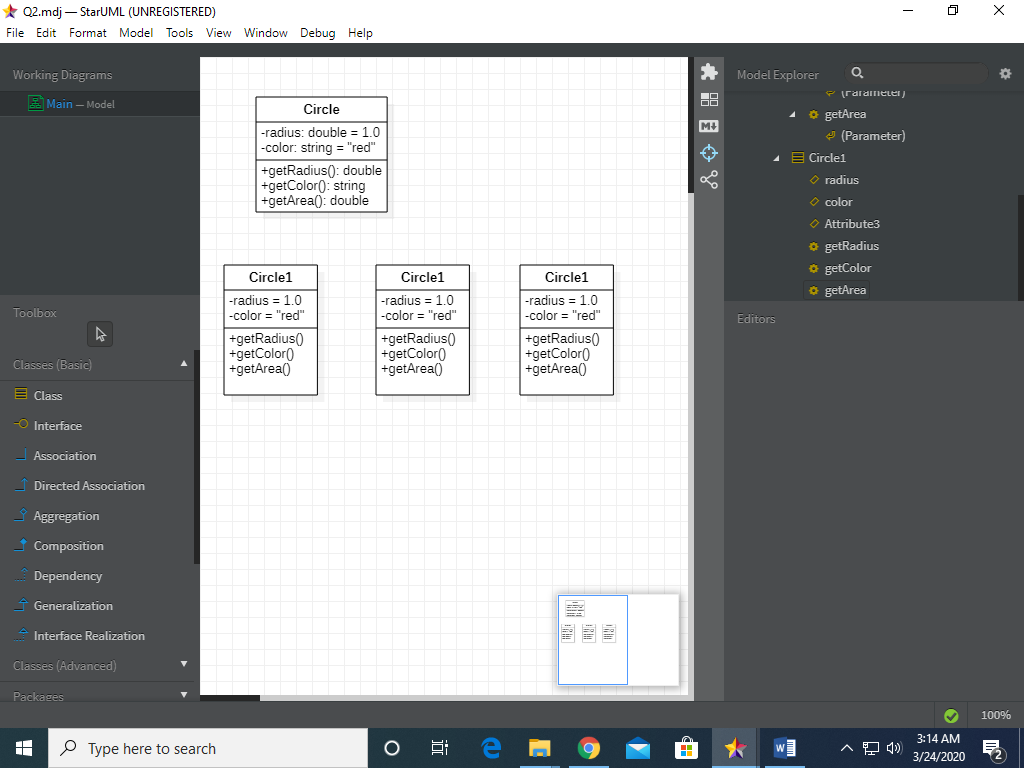 Q2.mdj — StarUML (UNREGISTERED)
File Edit Format Model Tools View Window Debug Help
Working Diagrams
Main — Model
Toolbox
Classes (Basic)
Class
Interface
Association
Directed Association
Aggregation
Composition
Dependency
Generalization
Interface Realization
Classes (Advanced)
Packages
Circle
-radius: double = 1.0
-color: string = "red"
+getRadius(): double
+getColor(): string
+getArea(): double
Circle1
-radius = 1.0
-color = "red"
+getRadius()
+getColor()
+getArea()
Circle1
-radius = 1.0
-color = "red"
+getRadius()
+getColor()
+getArea()
Circle1
-radius = 1.0
-color = "red"
+getRadius()
+getColor()
+getArea()
M
Model Explorer
(Parameter)
getArea
(Parameter)
Circle1
radius
color
Attribute3
getRadius
getColor
getArea
Editors
100%
Type here to search
W
3:14 AM
3/24/2020
2